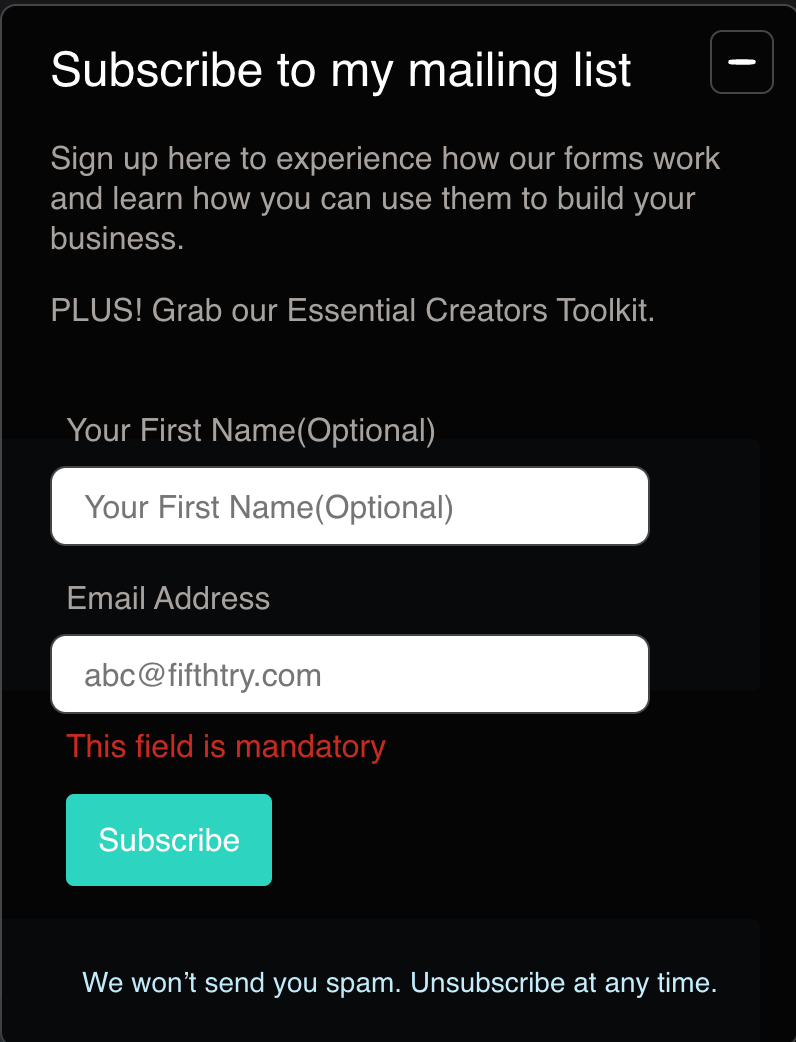 Subscribe to my mailing list
Sign up here to experience how our forms work
and learn how you can use them to build your
business.
PLUS! Grab our Essential Creators Toolkit.
Your First Name(Optional)
Your First Name(Optional)
Email Address
abc@fifthtry.com
This field is mandatory
Subscribe
We won’t send you spam. Unsubscribe at any time.